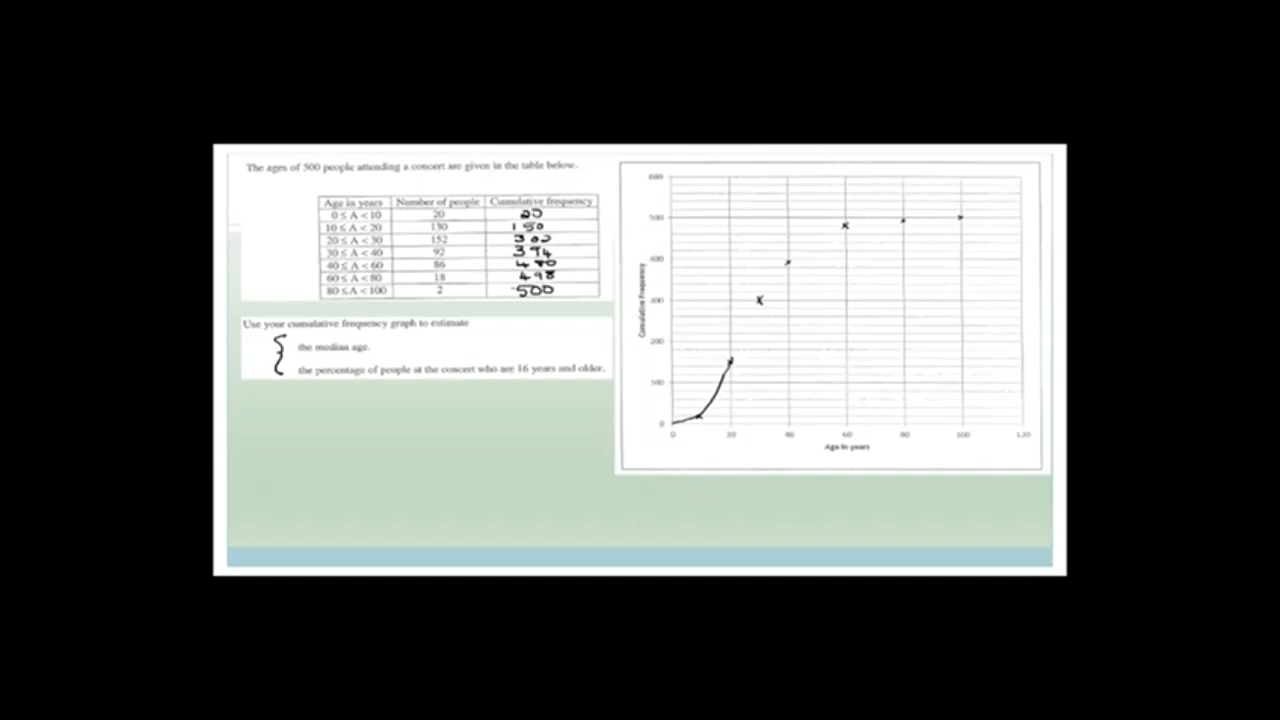 The ages of 500 people attending a concert are given in the table below.
Age in years Number of people Cumulative frequency
0 ≤ A < 10 20 20
10 ≤ A < 20 130 150
20 ≤ A < 30 152 302
30 ≤ A < 40 92 394
40 ≤ A < 60 86 480
60 ≤ A < 80 18 498
80 ≤ A < 100 2 500
Use your cumulative frequency graph to estimate
the median age.
the percentage of people at the concert who are 16 years and older.
600
500
400
300
200
100
0
Cumulative Frequency
0 20 40 60 80 100 120
Age in years